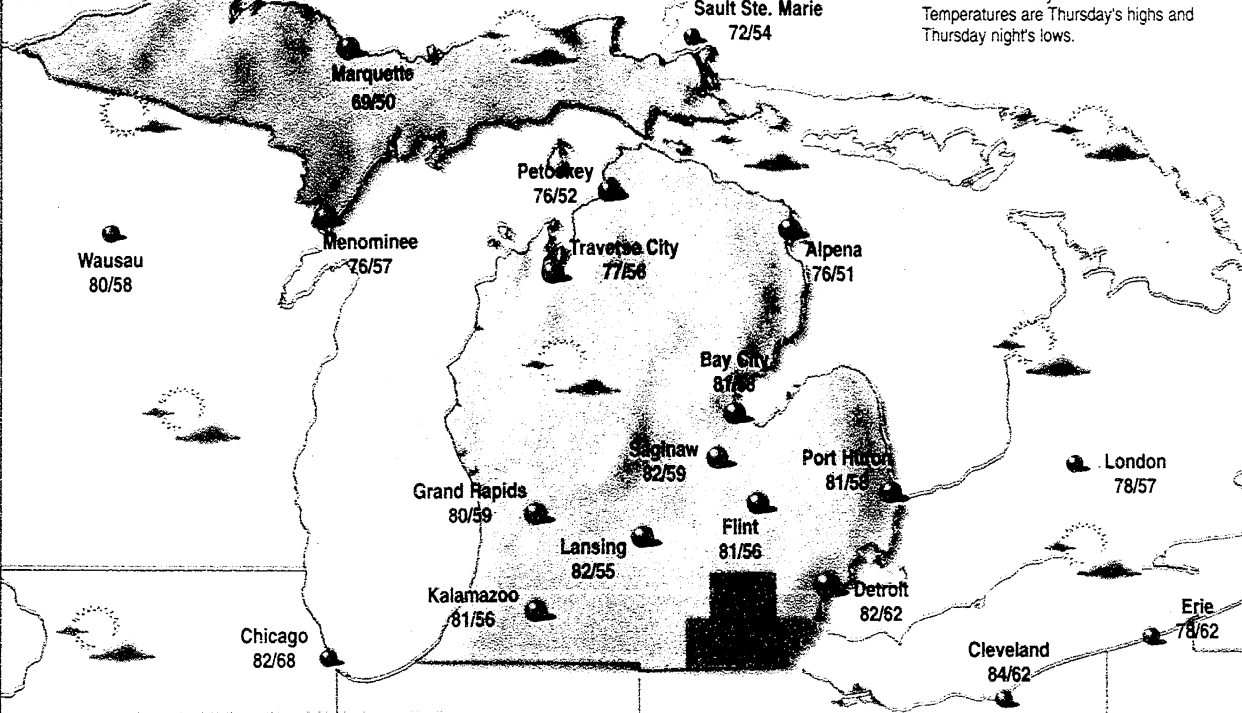 Sault Ste. Marie
72/54
Temperatures are Thursday's highs and
Thursday night's lows.
Marquette
69/50
Petoskey
76/52
Menominee
76/57
Traverse City
77/56
Alpena
76/51
Wausau
80/58
Bay City
Saginaw
82/59
Port Huron
81/58
London
78/57
Grand Rapids
80/59
Flint
81/56
Lansing
82/55
Kalamazoo
81/56
Detroit
82/62
Erie
78/62
Chicago
82/68
Cleveland
84/62